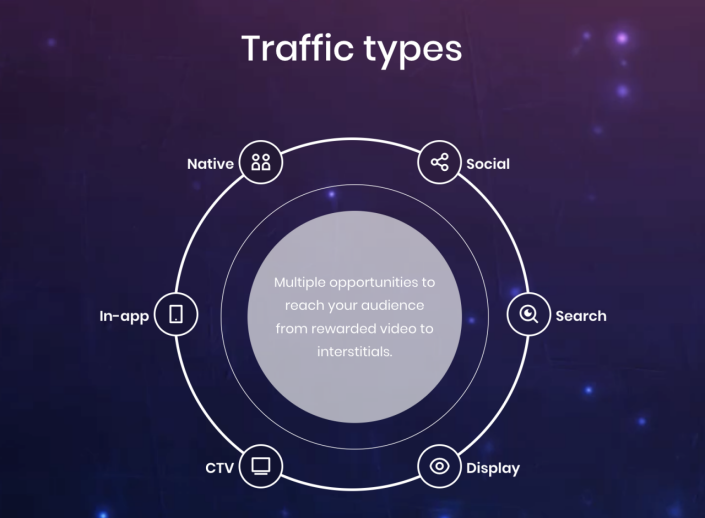 Traffic types
Native
Social
Multiple opportunities to
reach your audience
from rewarded video to
interstitials.
In-app
Search
CTV
Display